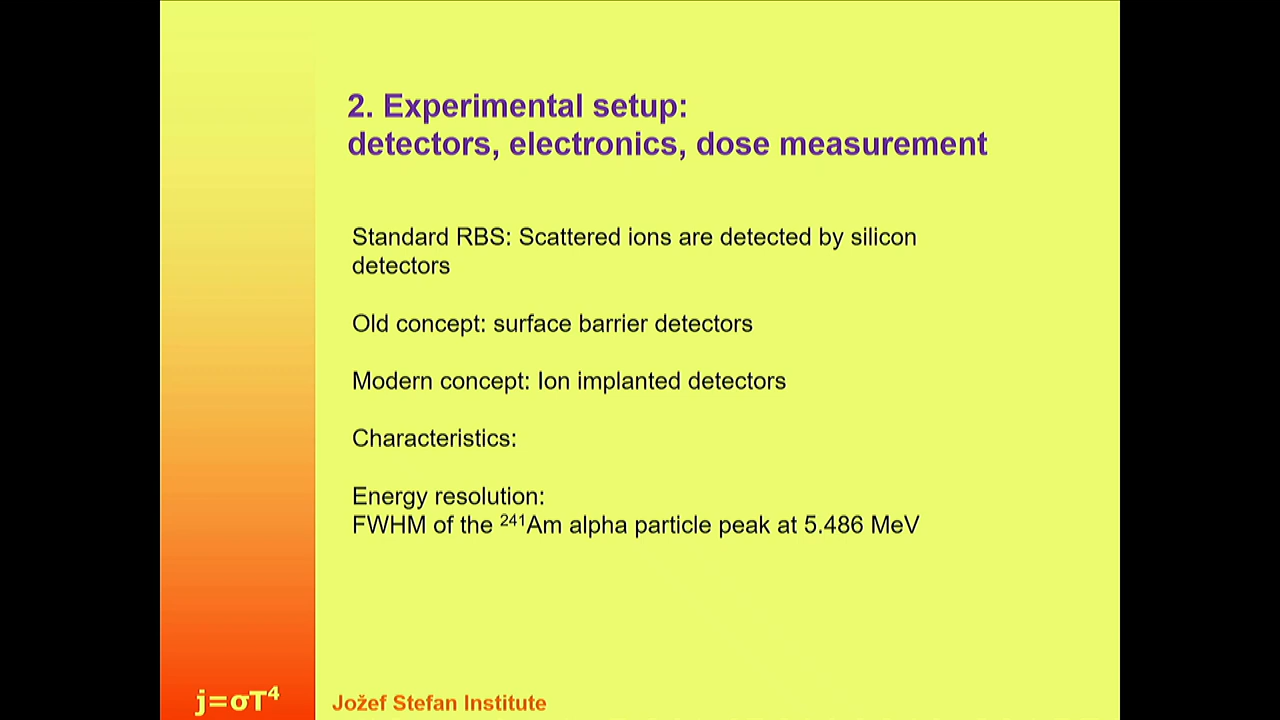 2. Experimental setup:
detectors, electronics, dose measurement
Standard RBS: Scattered ions are detected by silicon
detectors
Old concept: surface barrier detectors
Modern concept: Ion implanted detectors
Characteristics:
Energy resolution:
FWHM of the ²⁴¹Am alpha particle peak at 5.486 MeV
j=σT⁴
Jožef Stefan Institute